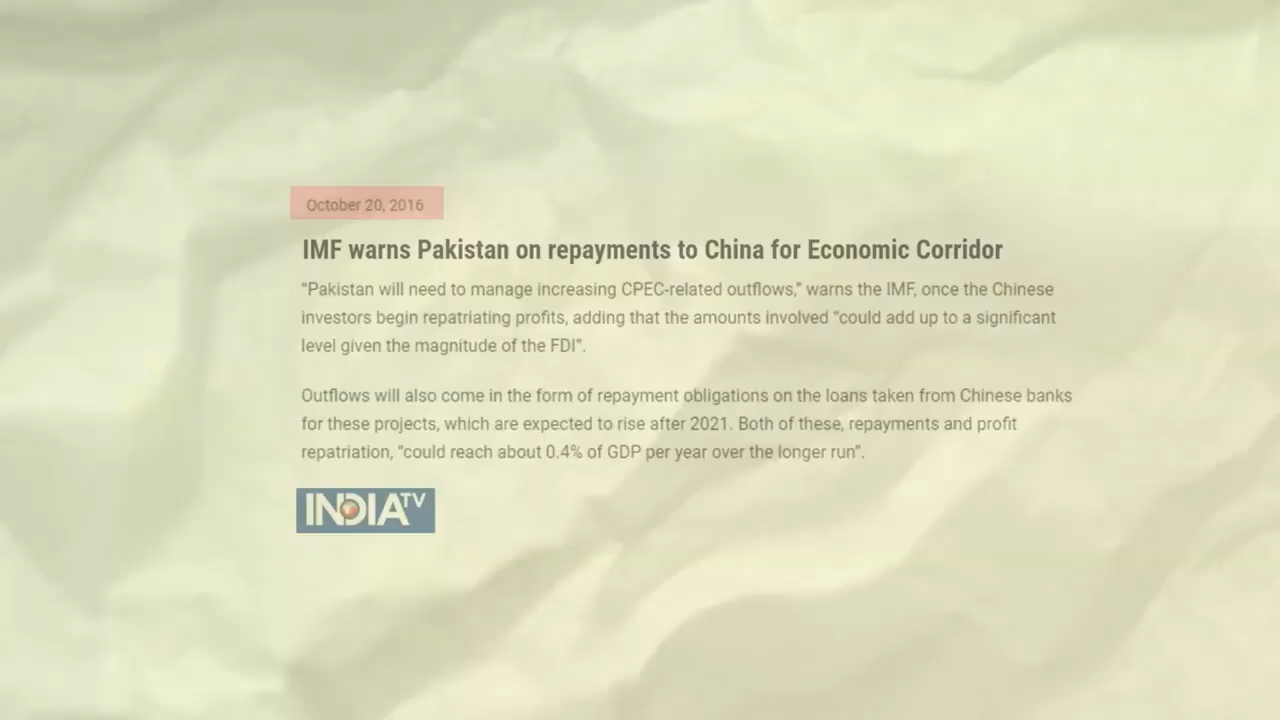 October 20, 2016
IMF warns Pakistan on repayments to China for Economic Corridor
“Pakistan will need to manage increasing CPEC-related outflows,” warns the IMF, once the Chinese
investors begin repatriating profits, adding that the amounts involved “could add up to a significant
level given the magnitude of the FDI”.
Outflows will also come in the form of repayment obligations on the loans taken from Chinese banks
for these projects, which are expected to rise after 2021. Both of these, repayments and profit
repatriation, “could reach about 0.4% of GDP per year over the longer run”.
INDIA TV